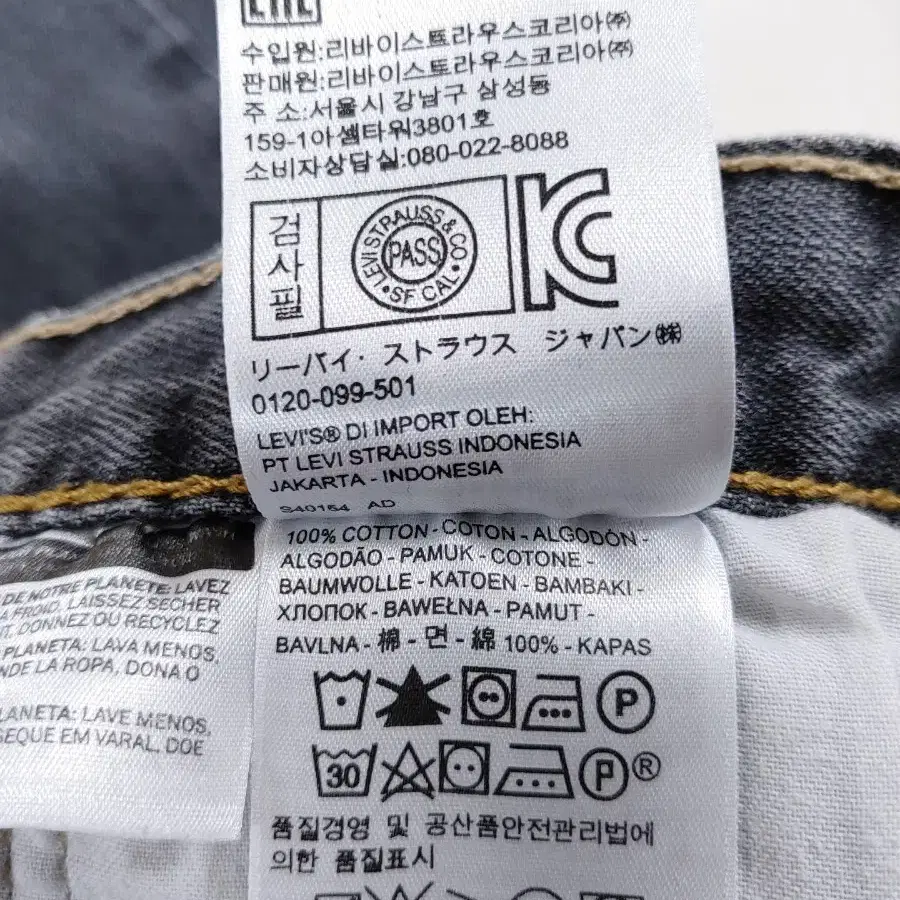 EAC
수입원:리바이스트라우스코리아㈜
판매원:리바이스트라우스코리아㈜
주 소:서울시 강남구 삼성동
159-1아셈타워3801호
소비자상담실:080-022-8088
검사필
LEVI STRAUSS & CO
PASS
SF CAL
KC
リーバイ・ストラウス ジャパン㈱
0120-099-501
LEVI'S® DI IMPORT OLEH:
PT LEVI STRAUSS INDONESIA
JAKARTA - INDONESIA
S40154 AD
100% COTTON - COTON - ALGODÓN -
ALGODÃO - PAMUK - COTONE -
BAUMWOLLE - KATOEN - BAMBAKI -
ХЛОПОК - BAWEŁNA - PAMUT -
BAVLNA - 棉 - 면 - 綿 100% - KAPAS
P
30 P ®
품질경영 및 공산품안전관리법에
의한 품질표시
DE NOTRE PLANETE: LAVEZ
A FROID, LAISSEZ SECHER
T, DONNEZ OU RECYCLEZ
PLANETA: LAVA MENOS,
NDE LA ROPA, DONA O
LANETA: LAVE MENOS,
SEQUE EM VARAL, DOE